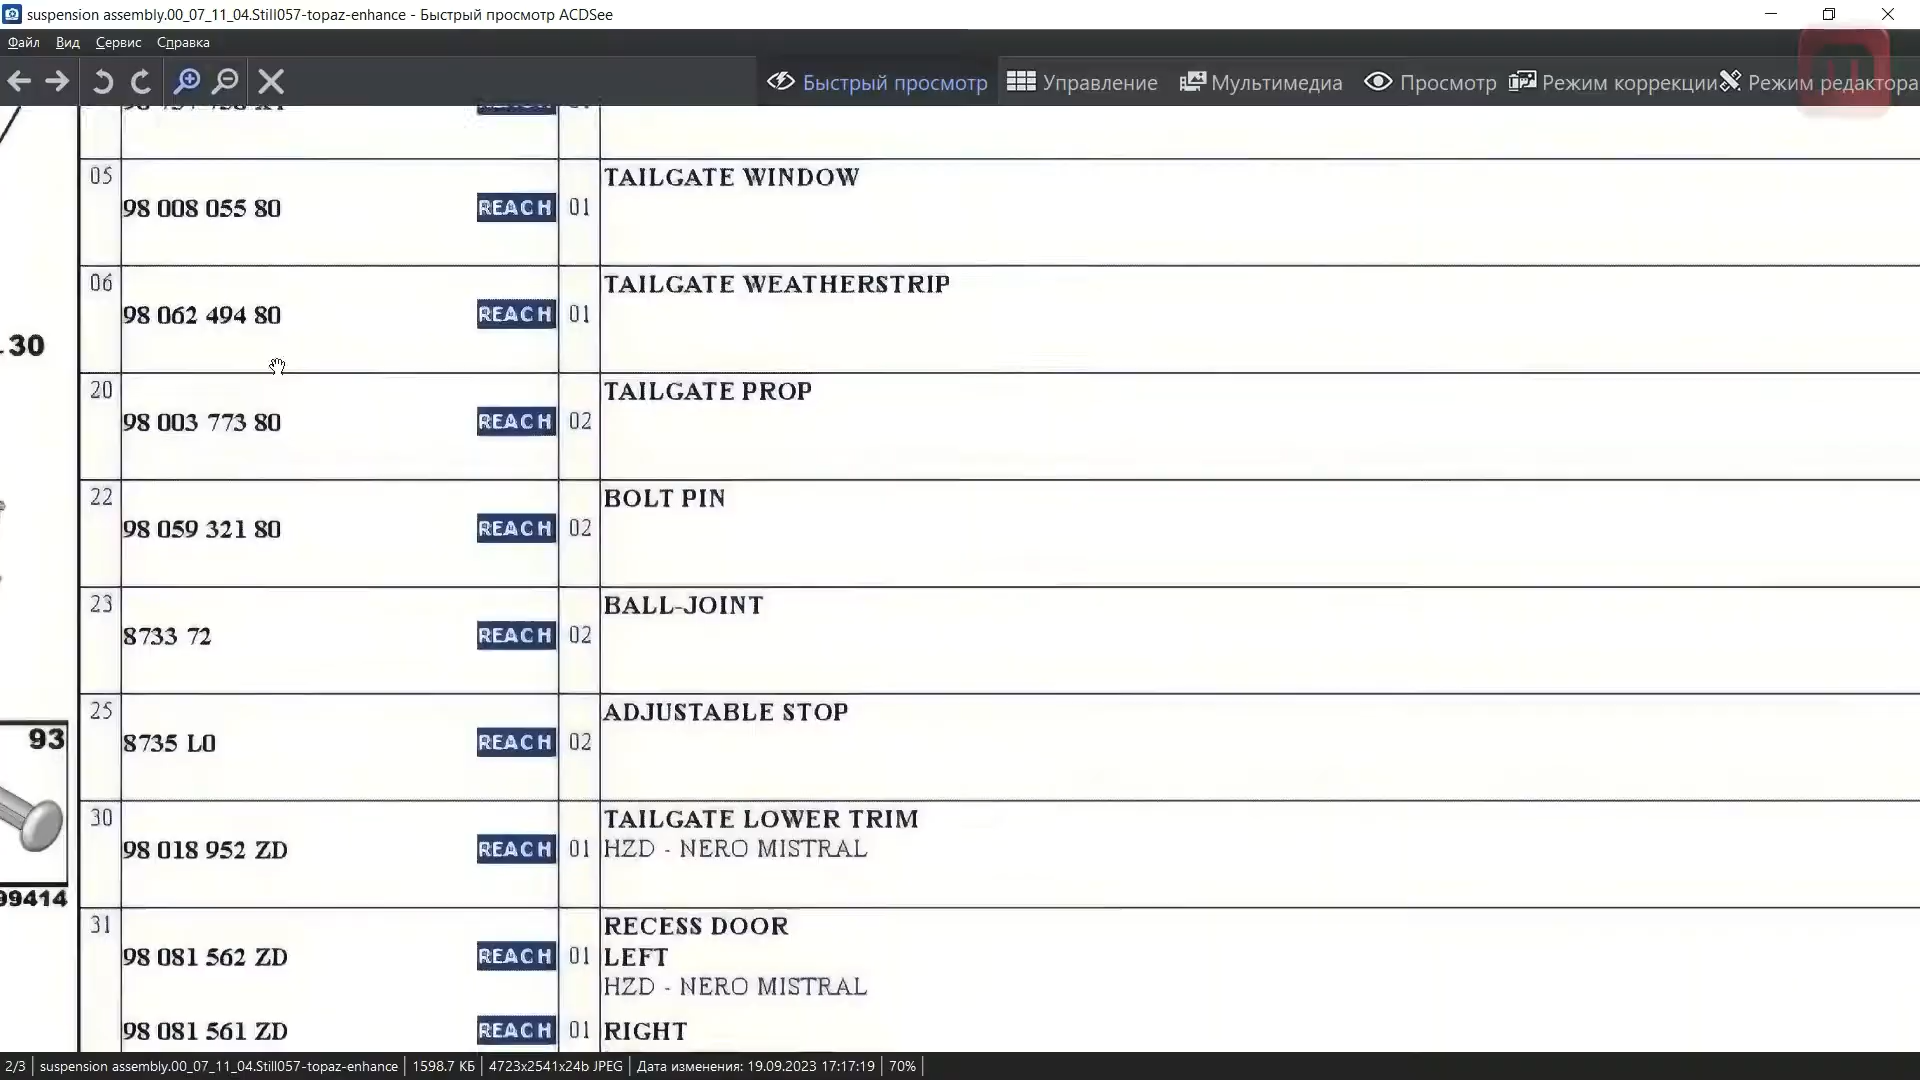 suspension assembly.00_07_11_04.Still057-topaz-enhance - Быстрый просмотр ACDSee
Файл Вид Сервис Справка
Быстрый просмотр Управление Мультимедиа Просмотр Режим коррекции Режим редактора
05 TAILGATE WINDOW
98 008 055 80 REACH 01
06 TAILGATE WEATHERSTRIP
98 062 494 80 REACH 01
30
20 TAILGATE PROP
98 003 773 80 REACH 02
22 BOLT PIN
98 059 321 80 REACH 02
23 BALL-JOINT
8733 72 REACH 02
25 ADJUSTABLE STOP
93
8735 L0 REACH 02
30 TAILGATE LOWER TRIM
98 018 952 ZD REACH 01 HZD - NERO MISTRAL
99414
31 RECESS DOOR
98 081 562 ZD REACH 01 LEFT
HZD - NERO MISTRAL
98 081 561 ZD REACH 01 RIGHT
2/3 suspension assembly.00_07_11_04.Still057-topaz-enhance 1598.7 КБ 4723x2541x24b JPEG Дата изменения: 19.09.2023 17:17:19 70%